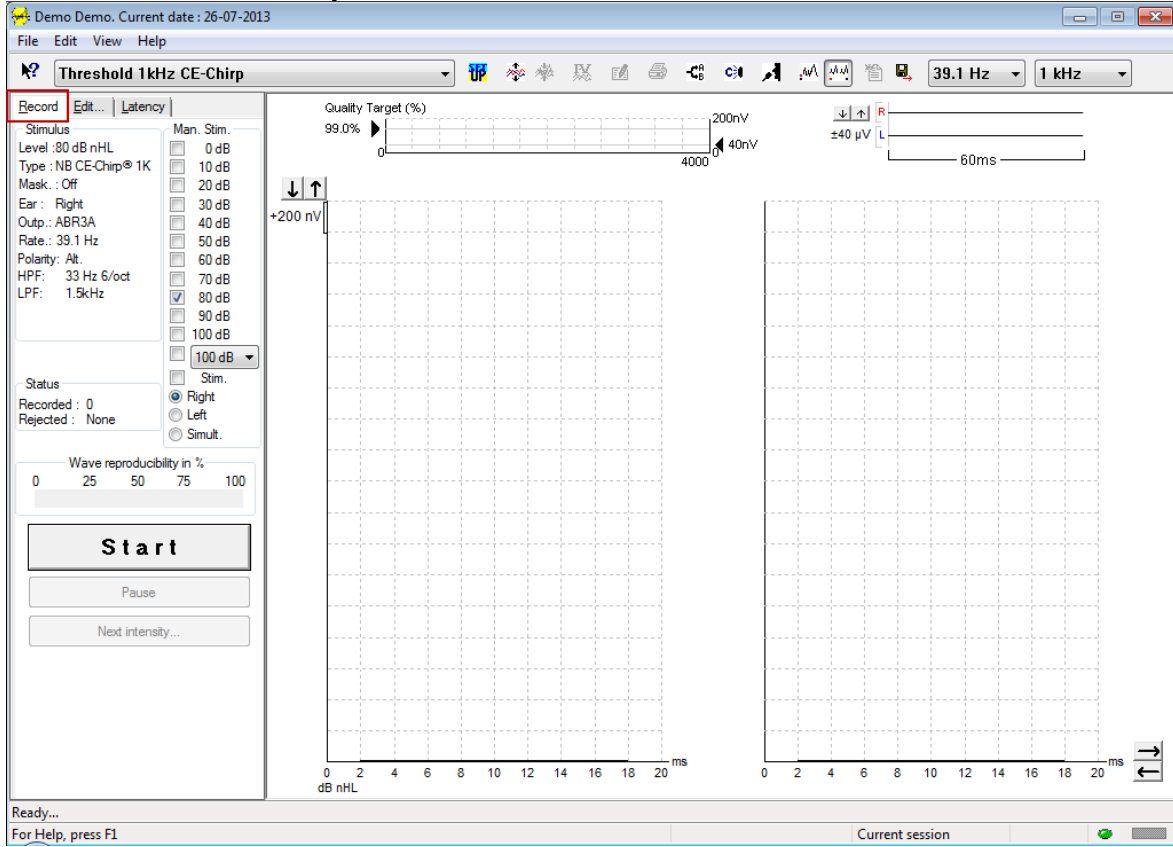 Demo Demo. Current date : 26-07-2013
File Edit View Help
Threshold 1kHz CE-Chirp
39.1 Hz
1 kHz
Record
Edit...
Latency
Stimulus
Level :80 dB nHL
Type : NB CE-Chirp® 1K
Mask. : Off
Ear : Right
Outp.: ABR3A
Rate.: 39.1 Hz
Polarity: Alt.
HPF: 33 Hz 6/oct
LPF: 1.5kHz
Man. Stim.
0 dB
10 dB
20 dB
30 dB
40 dB
50 dB
60 dB
70 dB
80 dB
90 dB
100 dB
100 dB
Stim.
Right
Left
Simult.
Status
Recorded : 0
Rejected : None
Wave reproducibility in %
0 25 50 75 100
Start
Pause
Next intensity...
Quality Target (%)
99.0%
200nV
40nV
0
0
4000
R
±40 µV L
60ms
+200 nV
0 2 4 6 8 10 12 14 16 18 20 ms
dB nHL
0 2 4 6 8 10 12 14 16 18 20 ms
Ready...
For Help, press F1
Current session